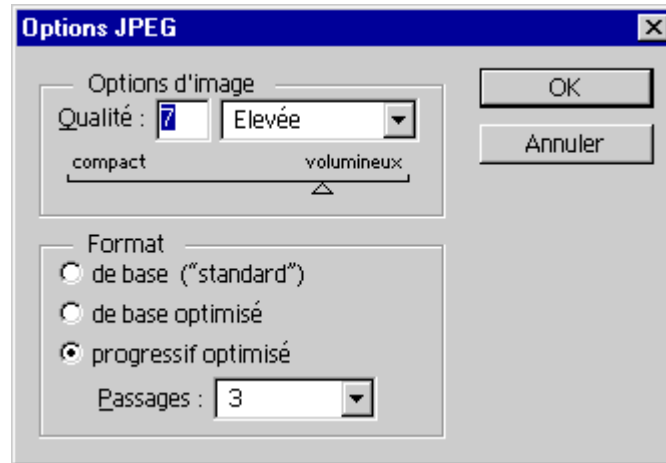 Options JPEG
Options d'image
OK
Qualité : 7 Elevée
Annuler
compact volumineux
Format
de base (“standard”)
de base optimisé
progressif optimisé
Passages : 3